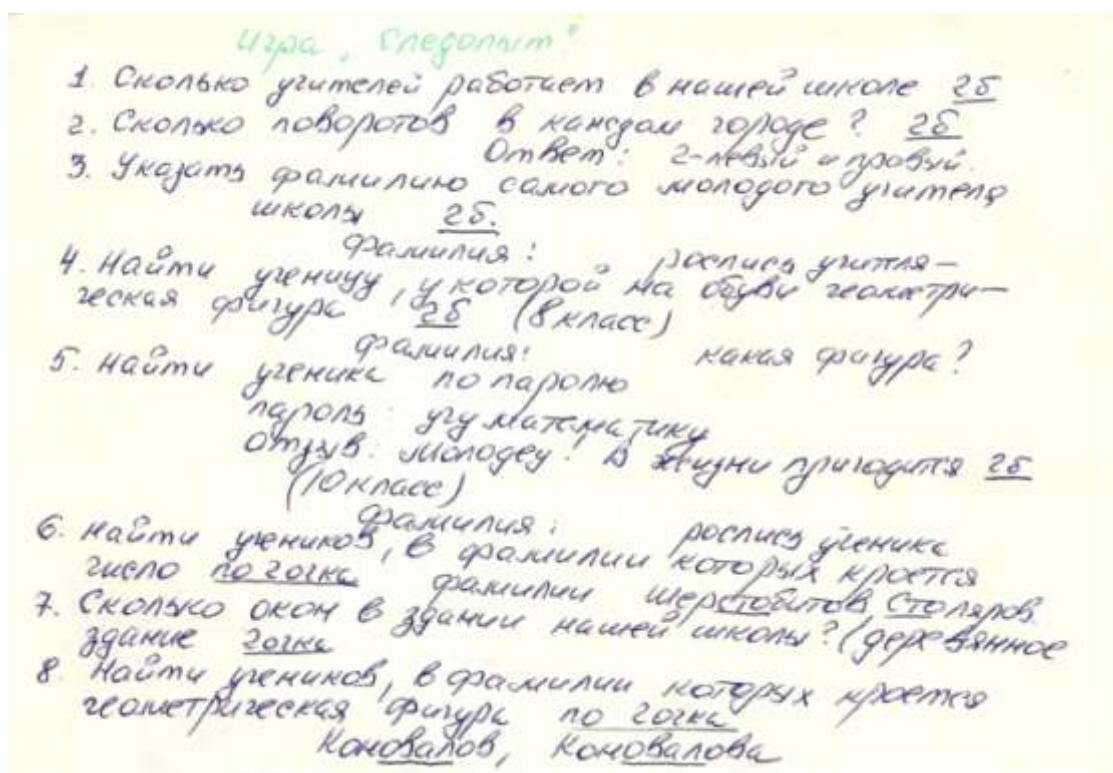 Игра „Следопыт"
1. Сколько учителей работает в нашей школе 2б
2. Сколько поворотов в каждом городе? 2б
Ответ: 2-левый и правый.
3. Указать фамилию самого молодого учителя
школы 2б.
фамилия: роспись учителя–
4. Найти ученицу, у которой на обуви геометри–
ческая фигура 2б (8 класс)
фамилия: какая фигура?
5. Найти ученика по паролю
пароль: учу математику
отзыв: молодец! В жизни пригодится 2б
(10 класс)
фамилия: роспись ученика
6. Найти учеников, в фамилии которых кроется
число по 2очка фамилии Шерстобитов Столяров
7. Сколько окон в здании нашей школы? (деревянное
здание 2очка
8. Найти учеников, в фамилии которых кроется
геометрическая фигура по 2очка
Коновалов, Коновалова